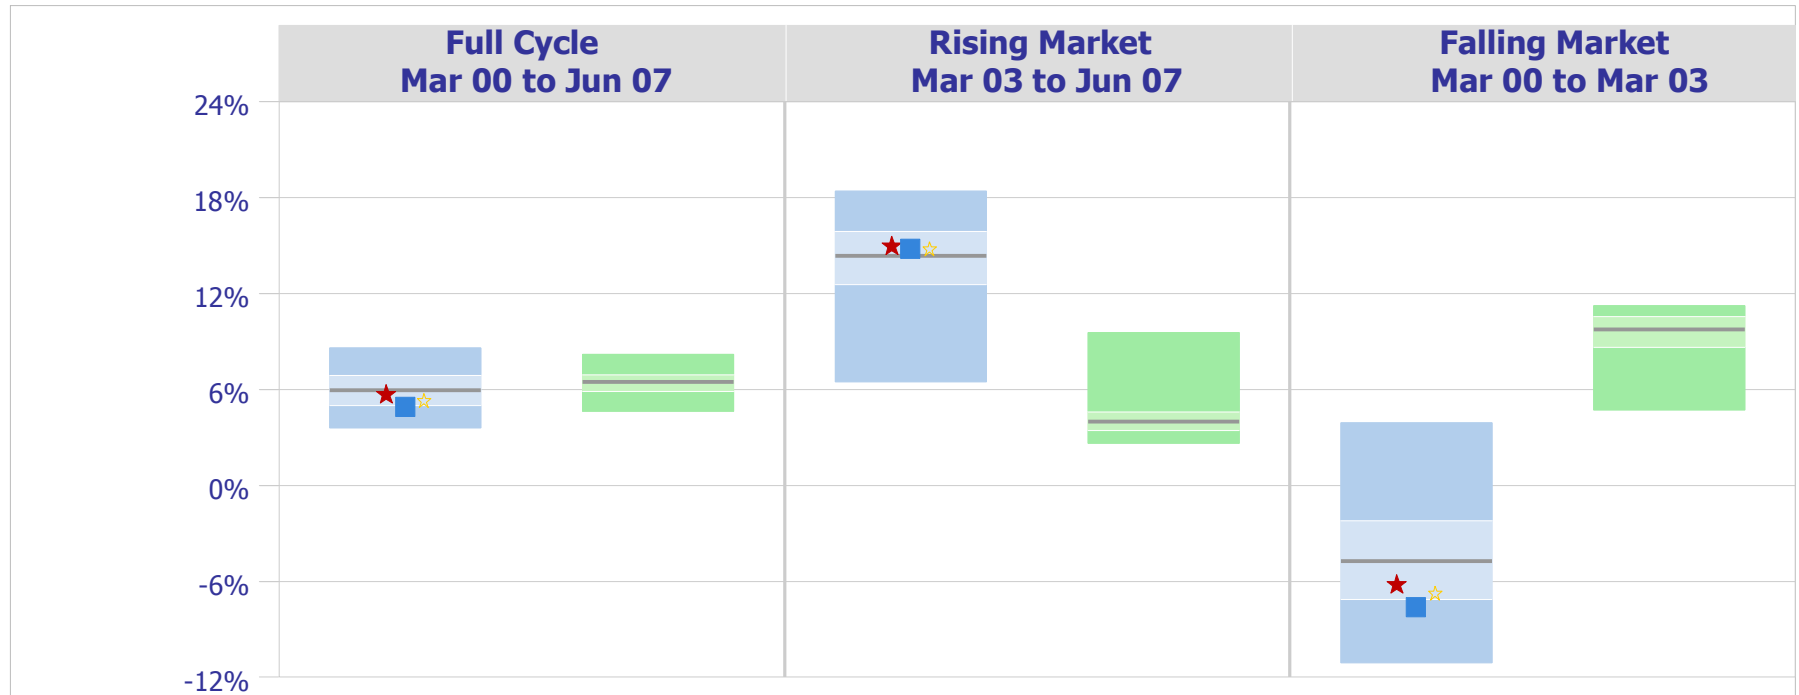 Full Cycle
Mar 00 to Jun 07
Rising Market
Mar 03 to Jun 07
Falling Market
Mar 00 to Mar 03
24%
18%
12%
6%
0%
-6%
-12%